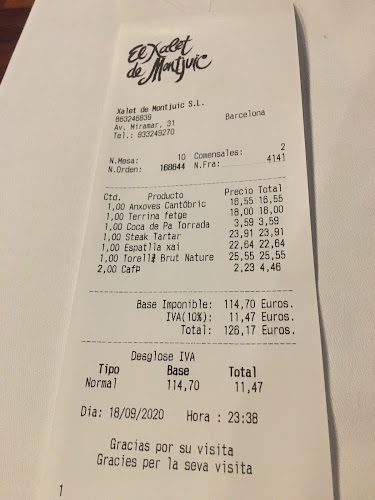 El Xalet
de Montjuïc
Xalet de Montjuic S.L.
B63246839
Av. Miramar, 31 Barcelona
Tel.: 933249270
N.Mesa: 10 Comensales: 2
N.Orden: 168644 N.Fra: 4141
Ctd. Producto Precio Total
1,00 Anxoves Cantóbric 16,55 16,55
1,00 Terrina fetge 18,00 18,00
1,00 Coca de Pa Torrada 3,59 3,59
1,00 Steak Tartar 23,91 23,91
1,00 Espatlla xai 22,64 22,64
1,00 Torelló Brut Nature 25,55 25,55
2,00 Cafp 2,23 4,46
Base Imponible: 114,70 Euros.
IVA(10%): 11,47 Euros.
Total: 126,17 Euros.
Desglose IVA
Tipo Base Total
Normal 114,70 11,47
Dia: 18/09/2020 Hora : 23:38
Gracias por su visita
Gracies per la seva visita
1